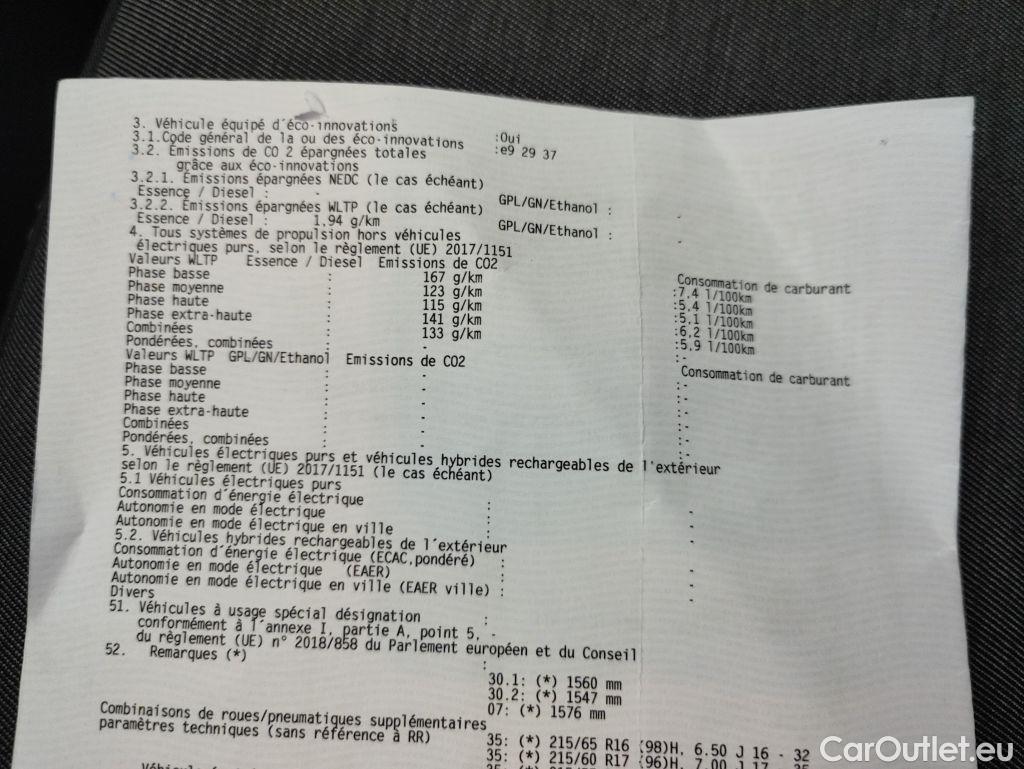 3. Véhicule équipé d'éco-innovations :Oui
3.1.Code général de la ou des éco-innovations :e9 29 37
3.2. Émissions de CO 2 épargnées totales
grâce aux éco-innovations
3.2.1. Émissions épargnées NEDC (le cas échéant)
Essence / Diesel : - GPL/GN/Ethanol : -
3.2.2. Émissions épargnées WLTP (le cas échéant)
Essence / Diesel : 1,94 g/km GPL/GN/Ethanol : -
4. Tous systèmes de propulsion hors véhicules
électriques purs, selon le règlement (UE) 2017/1151
Valeurs WLTP Essence / Diesel Emissions de CO2 Consommation de carburant
Phase basse : 167 g/km :7,4 l/100km
Phase moyenne : 123 g/km :5,4 l/100km
Phase haute : 115 g/km :5,1 l/100km
Phase extra-haute : 141 g/km :6,2 l/100km
Combinées : 133 g/km :5,9 l/100km
Pondérées, combinées : - :-
Valeurs WLTP GPL/GN/Ethanol Emissions de CO2 Consommation de carburant
Phase basse : - :-
Phase moyenne : - :-
Phase haute : - :-
Phase extra-haute : - :-
Combinées : - :-
Pondérées, combinées : - :-
5. Véhicules électriques purs et véhicules hybrides rechargeables de l'extérieur
selon le règlement (UE) 2017/1151 (le cas échéant)
5.1 Véhicules électriques purs
Consommation d'énergie électrique : -
Autonomie en mode électrique : -
Autonomie en mode électrique en ville : -
5.2. Véhicules hybrides rechargeables de l'extérieur
Consommation d'énergie électrique (ECAC,pondéré) : -
Autonomie en mode électrique (EAER) : -
Autonomie en mode électrique en ville (EAER ville) : -
Divers
51. Véhicules à usage spécial désignation :
conformément à l'annexe I, partie A, point 5, -
du règlement (UE) n° 2018/858 du Parlement européen et du Conseil
52. Remarques (*) :
30.1: (*) 1560 mm
30.2: (*) 1547 mm
07: (*) 1576 mm
Combinaisons de roues/pneumatiques supplémentaires
paramètres techniques (sans référence à RR)
35: (*) 215/65 R16 (98)H, 6.50 J 16 - 32
35: (*) 215/60 R17 (96)H, 7.00 J 17 - 35
CarOutlet.eu